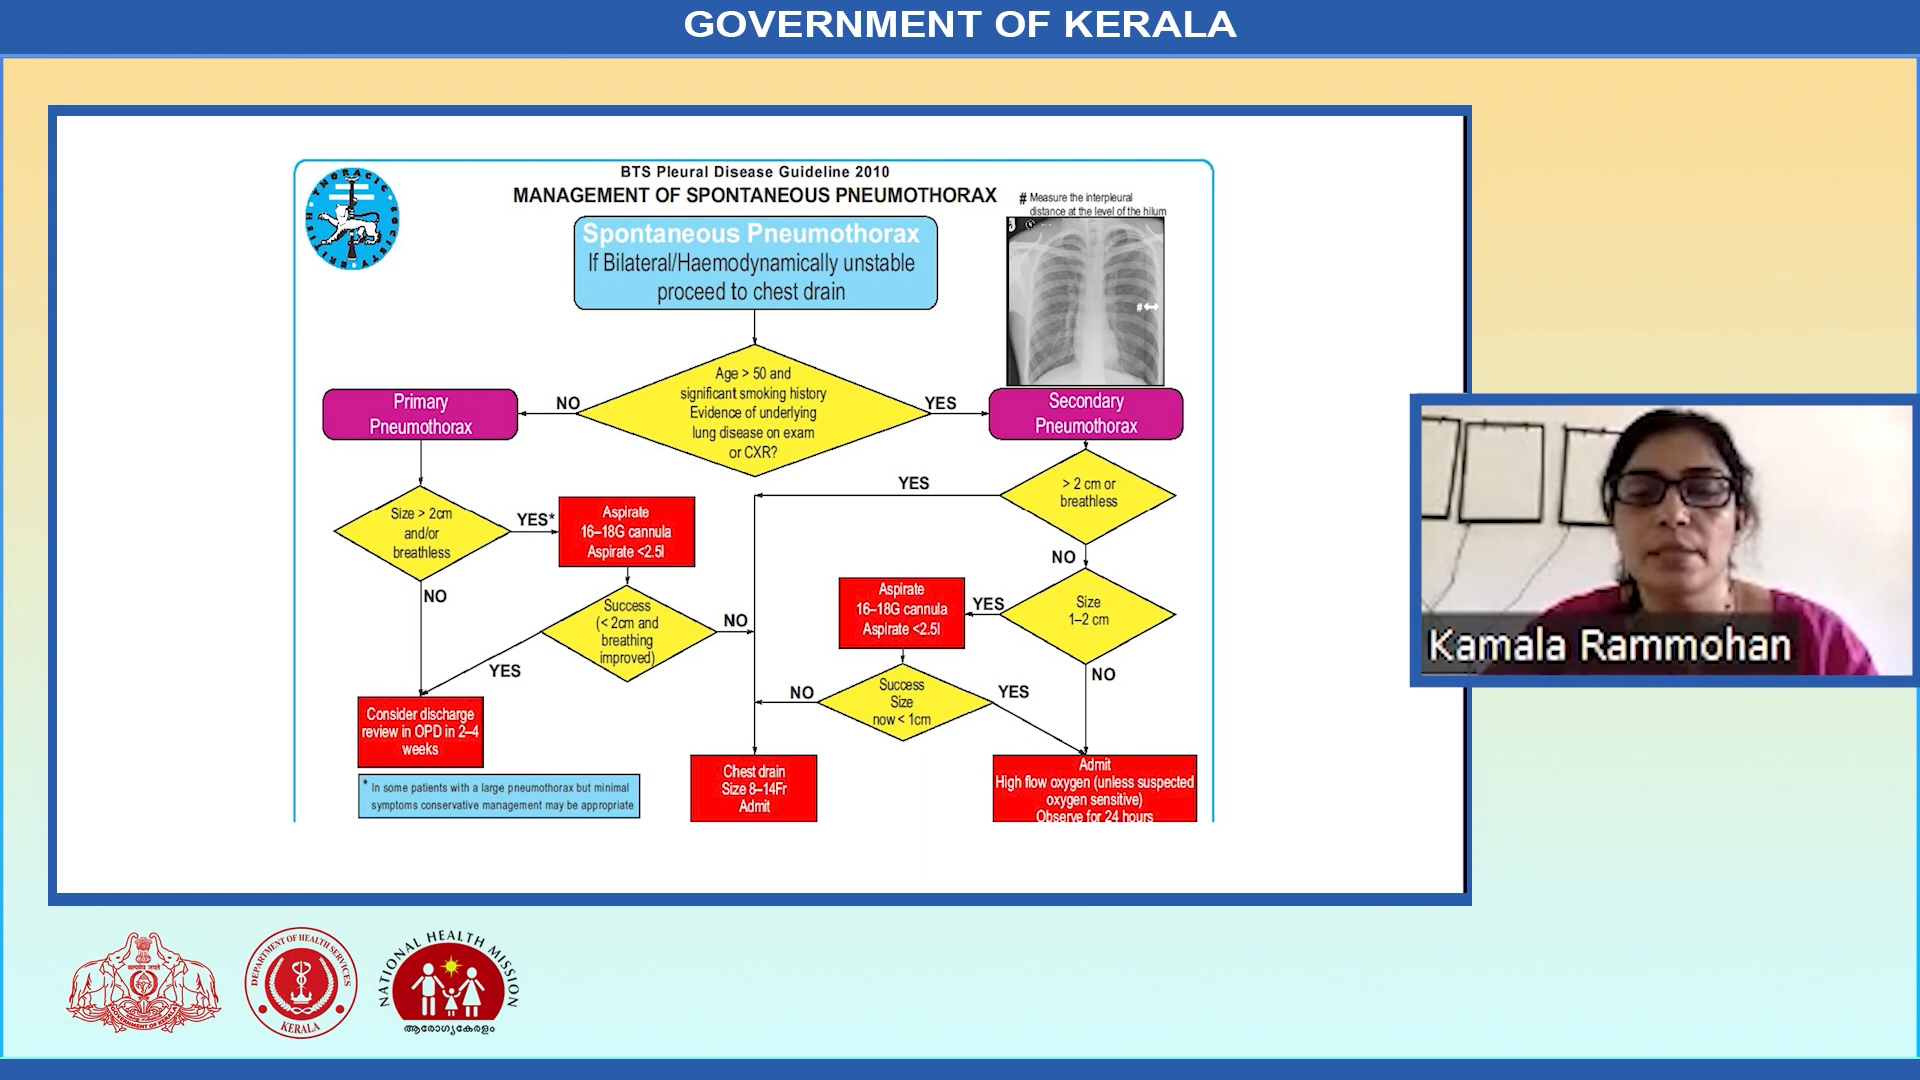 GOVERNMENT OF KERALA
BTS Pleural Disease Guideline 2010
MANAGEMENT OF SPONTANEOUS PNEUMOTHORAX
# Measure the interpleural
distance at the level of the hilum
Spontaneous Pneumothorax
If Bilateral/Haemodynamically unstable
proceed to chest drain
#
Age > 50 and
significant smoking history
Evidence of underlying
lung disease on exam
or CXR?
NO
YES
Primary
Pneumothorax
Secondary
Pneumothorax
Size > 2cm
and/or
breathless
YES*
Aspirate
16–18G cannula
Aspirate <2.5l
YES
> 2 cm or
breathless
NO
NO
Success
(< 2cm and
breathing
improved)
NO
YES
Aspirate
16–18G cannula
Aspirate <2.5l
YES
Size
1–2 cm
NO
Success
Size
now < 1cm
NO
YES
Consider discharge
review in OPD in 2–4
weeks
* In some patients with a large pneumothorax but minimal
symptoms conservative management may be appropriate
Chest drain
Size 8–14Fr
Admit
Admit
High flow oxygen (unless suspected
oxygen sensitive)
Observe for 24 hours
Kamala Rammohan
DEPARTMENT OF HEALTH SERVICES
KERALA
NATIONAL HEALTH MISSION
ആരോഗ്യകേരളം